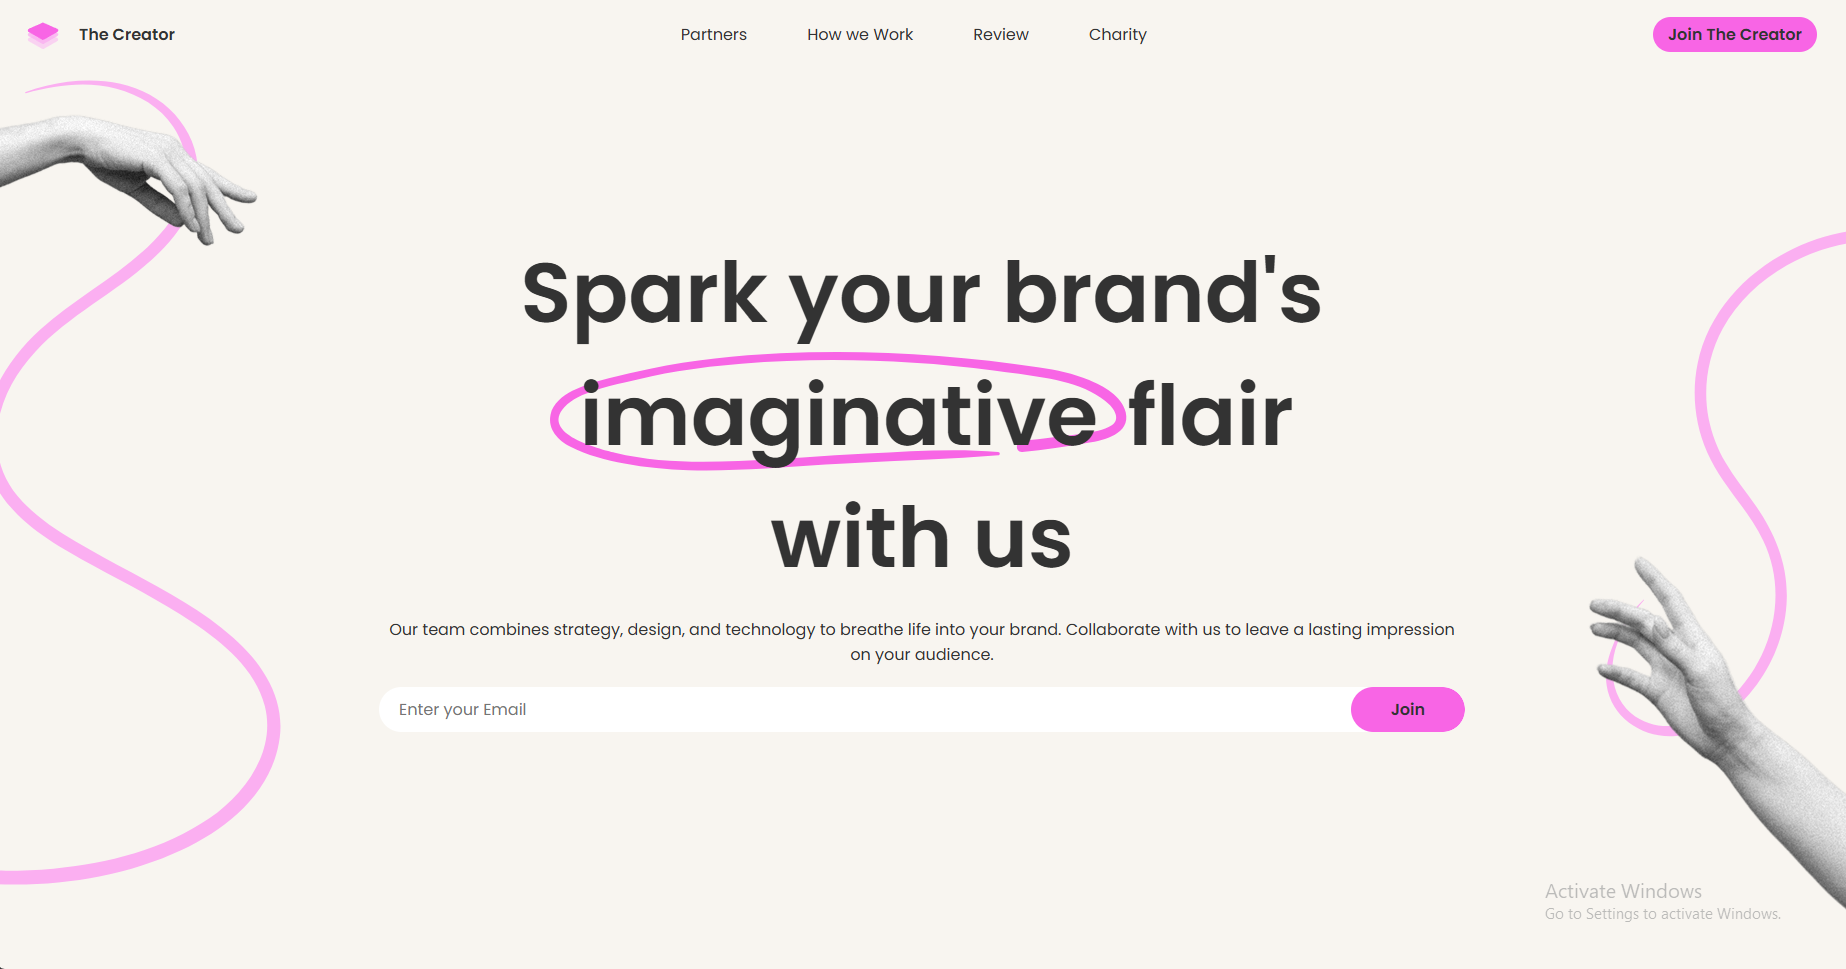 The Creator
Partners
How we Work
Review
Charity
Join The Creator
Spark your brand's
imaginative flair
with us
Our team combines strategy, design, and technology to breathe life into your brand. Collaborate with us to leave a lasting impression
on your audience.
Enter your Email
Join
Activate Windows
Go to Settings to activate Windows.